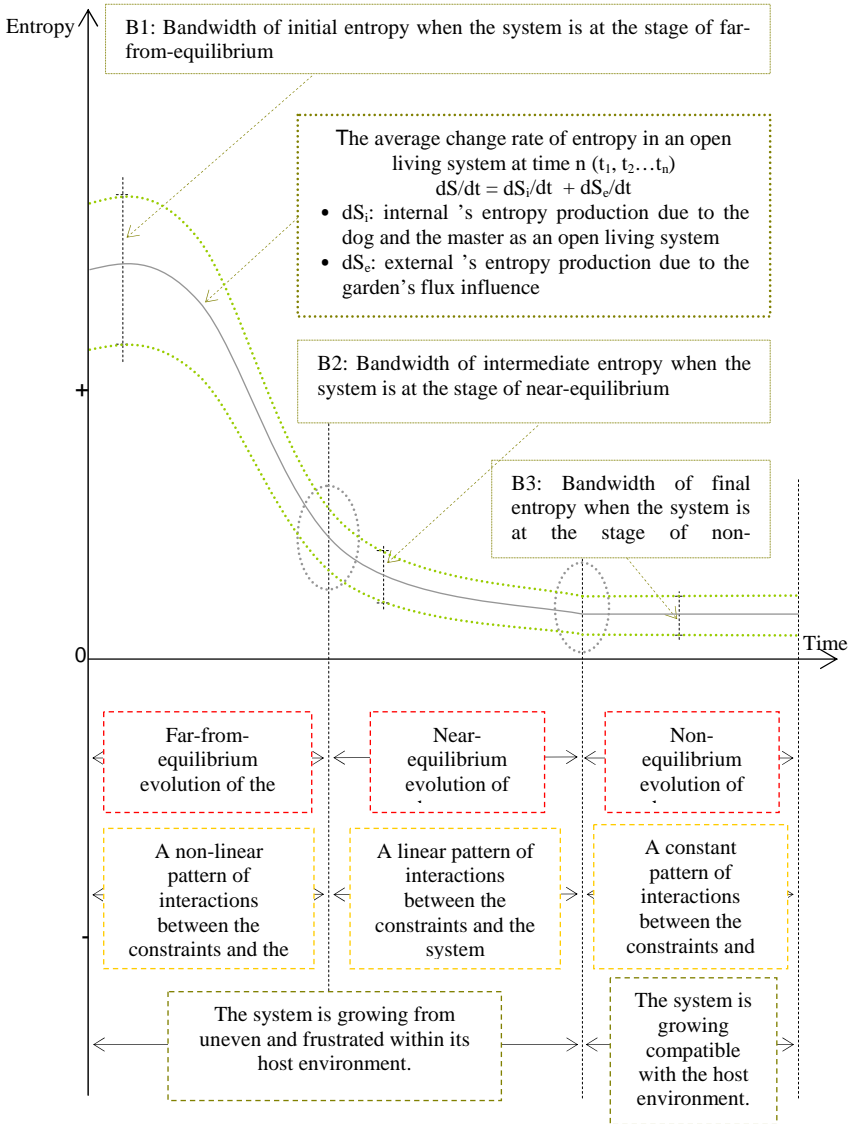 Entropy
B1: Bandwidth of initial entropy when the system is at the stage of far-
from-equilibrium
The average change rate of entropy in an open
living system at time n (t₁, t₂…tₙ)
dS/dt = dSᵢ/dt + dSₑ/dt
• dSᵢ: internal 's entropy production due to the
dog and the master as an open living system
• dSₑ: external 's entropy production due to the
garden's flux influence
B2: Bandwidth of intermediate entropy when the
system is at the stage of near-equilibrium
+
B3: Bandwidth of final
entropy when the system is
at the stage of non-
0
Time
Far-from-
equilibrium
evolution of the
Near-
equilibrium
evolution of
Non-
equilibrium
evolution of
A non-linear
pattern of
interactions
between the
constraints and the
A linear pattern of
interactions
between the
constraints and the
system
A constant
pattern of
interactions
between the
constraints and
-
The system is growing from
uneven and frustrated within its
host environment.
The system is
growing
compatible
with the host
environment.